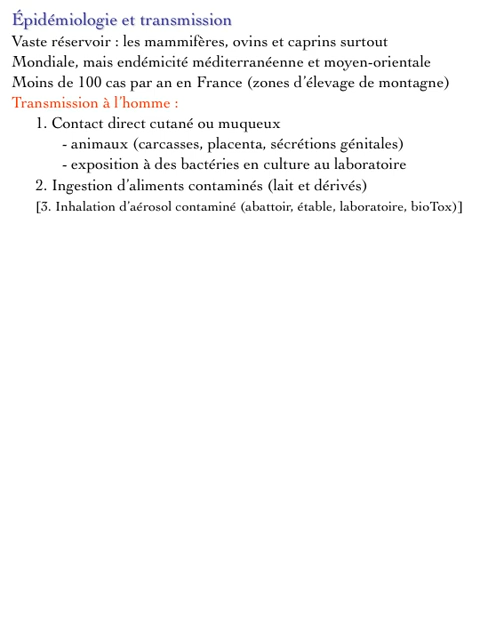 Épidémiologie et transmission
Vaste réservoir : les mammifères, ovins et caprins surtout
Mondiale, mais endémicité méditerranéenne et moyen-orientale
Moins de 100 cas par an en France (zones d'élevage de montagne)
Transmission à l'homme :
1. Contact direct cutané ou muqueux
- animaux (carcasses, placenta, sécrétions génitales)
- exposition à des bactéries en culture au laboratoire
2. Ingestion d'aliments contaminés (lait et dérivés)
[3. Inhalation d'aérosol contaminé (abattoir, étable, laboratoire, bioTox)]